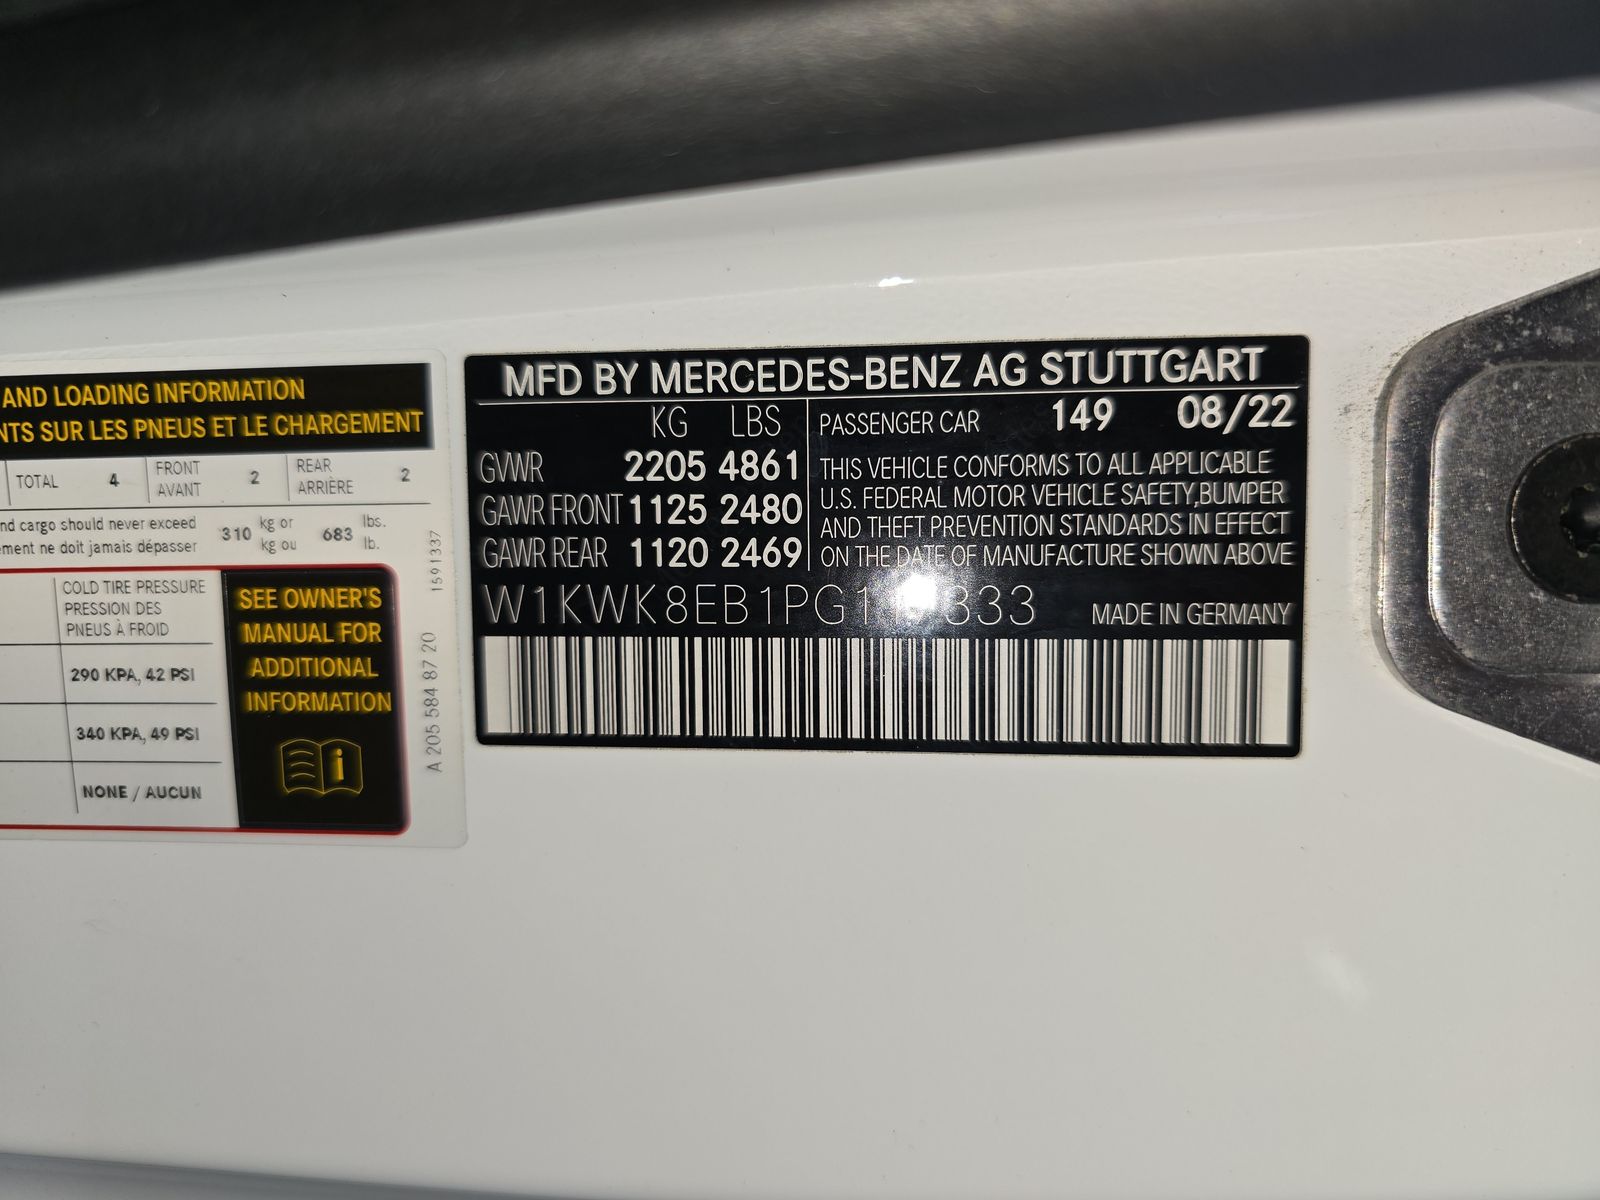 AND LOADING INFORMATION
NTS SUR LES PNEUS ET LE CHARGEMENT
TOTAL 4 FRONT AVANT 2 REAR ARRIÈRE 2
nd cargo should never exceed
ement ne doit jamais dépasser
310 kg or kg ou 683 lbs. lb.
COLD TIRE PRESSURE
PRESSION DES
PNEUS À FROID
290 KPA, 42 PSI
340 KPA, 49 PSI
NONE / AUCUN
SEE OWNER'S
MANUAL FOR
ADDITIONAL
INFORMATION
i
1591337
A 205 584 87 20
MFD BY MERCEDES-BENZ AG STUTTGART
KG LBS
GVWR 2205 4861
GAWR FRONT 1125 2480
GAWR REAR 1120 2469
PASSENGER CAR 149 08/22
THIS VEHICLE CONFORMS TO ALL APPLICABLE
U.S. FEDERAL MOTOR VEHICLE SAFETY,BUMPER
AND THEFT PREVENTION STANDARDS IN EFFECT
ON THE DATE OF MANUFACTURE SHOWN ABOVE
MADE IN GERMANY